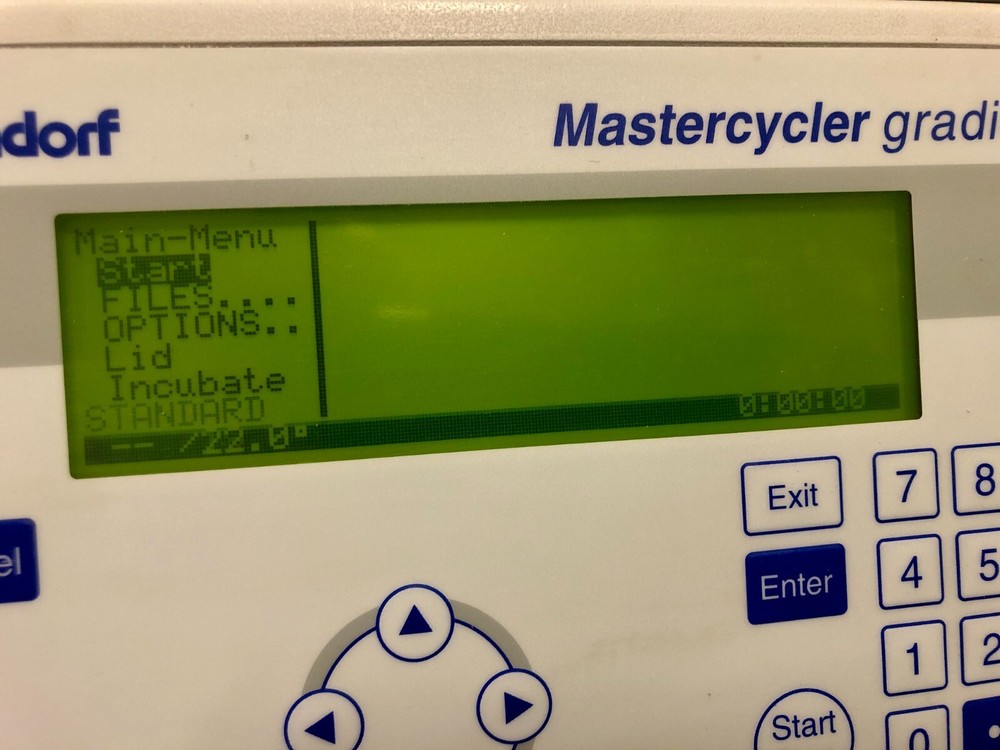 dorf
Mastercycler gradi
Main-Menu
Start
FILES....
OPTIONS..
Lid
Incubate
STANDARD
-- /22.0°
0:00:00
Exit
7
8
el
Enter
4
5
1
2
Start
0